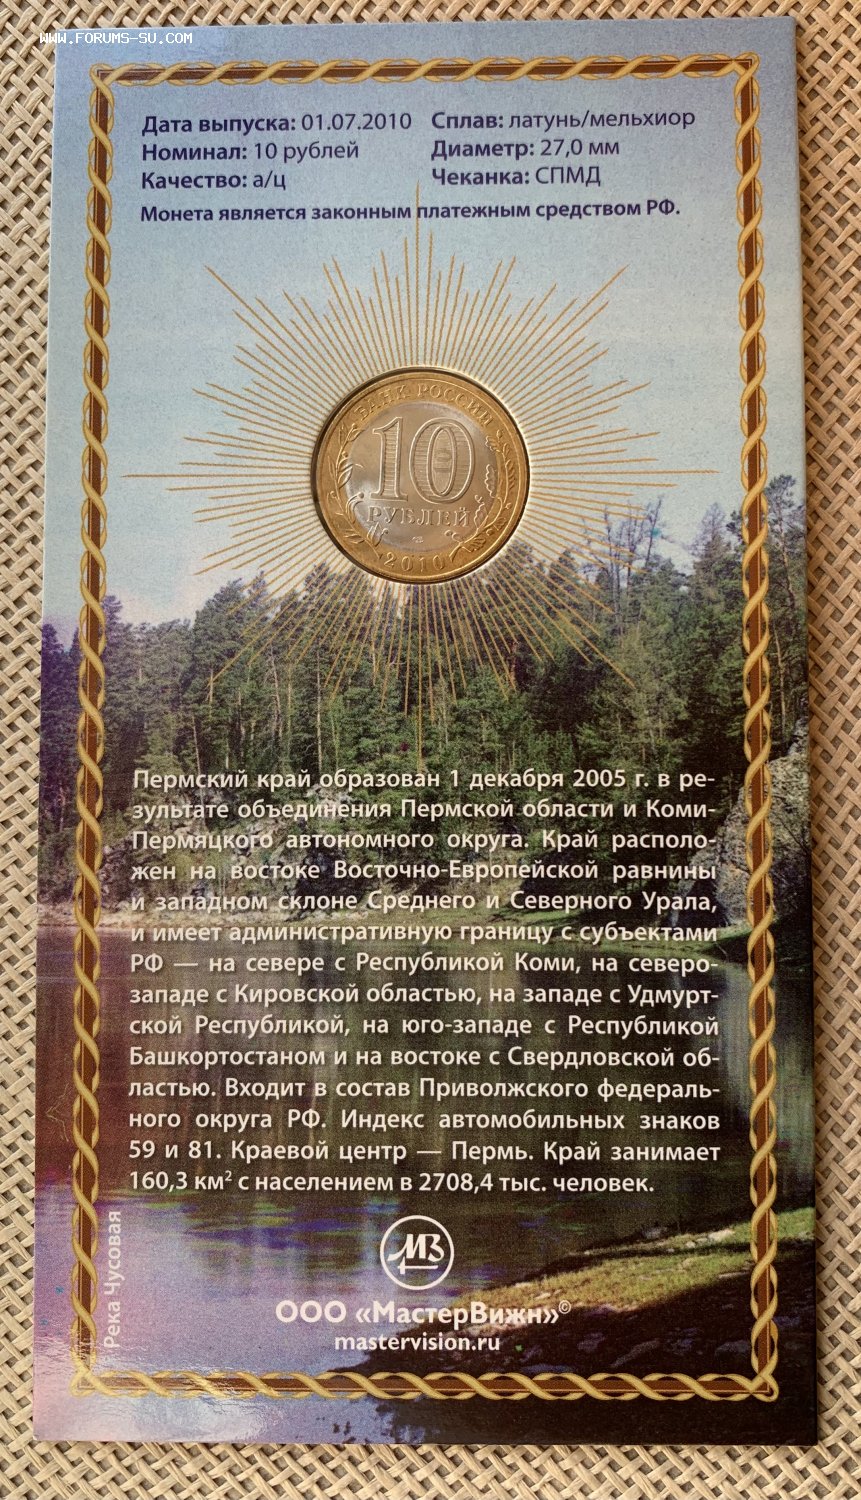 WWW.FORUMS-SU.COM
Дата выпуска: 01.07.2010 Сплав: латунь/мельхиор
Номинал: 10 рублей Диаметр: 27,0 мм
Качество: а/ц Чеканка: СПМД
Монета является законным платежным средством РФ.
БАНК РОССИИ
10
РУБЛЕЙ
2010
Пермский край образован 1 декабря 2005 г. в ре-
зультате объединения Пермской области и Коми-
Пермяцкого автономного округа. Край располо-
жен на востоке Восточно-Европейской равнины
и западном склоне Среднего и Северного Урала,
и имеет административную границу с субъектами
РФ — на севере с Республикой Коми, на северо-
западе с Кировской областью, на западе с Удмурт-
ской Республикой, на юго-западе с Республикой
Башкортостаном и на востоке с Свердловской об-
ластью. Входит в состав Приволжского федераль-
ного округа РФ. Индекс автомобильных знаков
59 и 81. Краевой центр — Пермь. Край занимает
160,3 км² с населением в 2708,4 тыс. человек.
Река Чусовая
МВ
ООО «МастерВижн»©
mastervision.ru